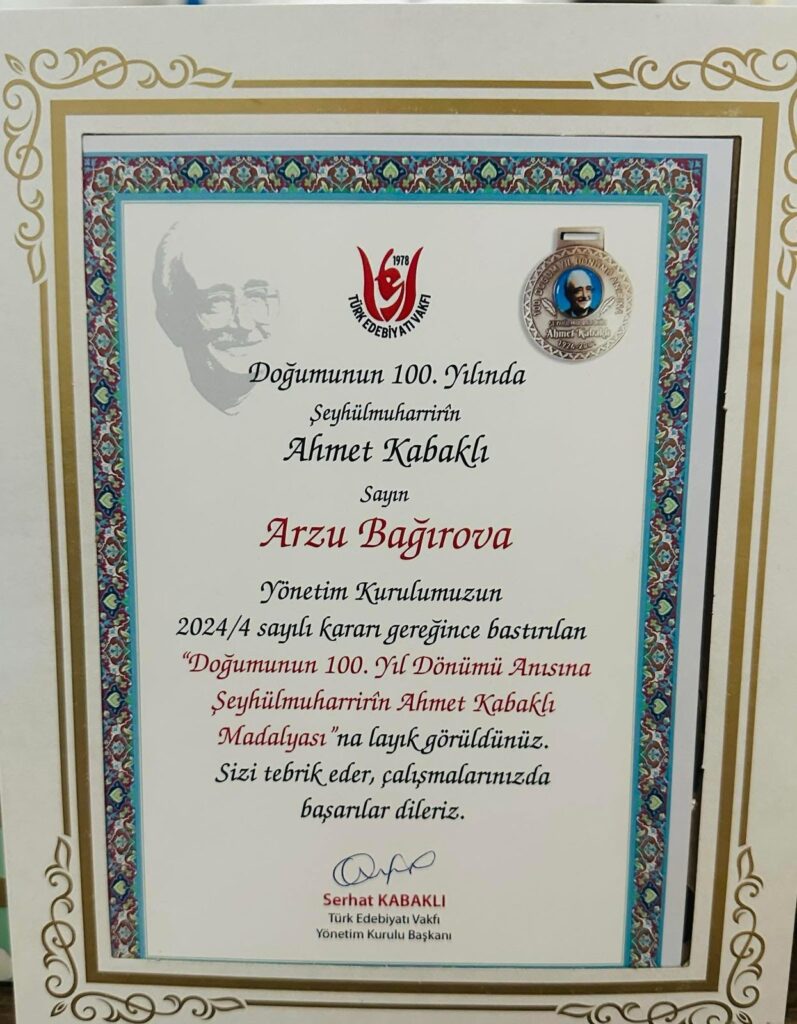 1978
TÜRK EDEBİYATI VAKFI
Ahmet Kabaklı
Doğumunun 100. Yılında
Şeyhülmuharrirîn
Ahmet Kabaklı
Sayın
Arzu Bağırova
Yönetim Kurulumuzun
2024/4 sayılı kararı gereğince bastırılan
“Doğumunun 100. Yıl Dönümü Anısına
Şeyhülmuharrirîn Ahmet Kabaklı
Madalyası”na layık görüldünüz.
Sizi tebrik eder, çalışmalarınızda
başarılar dileriz.
Serhat KABAKLI
Türk Edebiyatı Vakfı
Yönetim Kurulu Başkanı